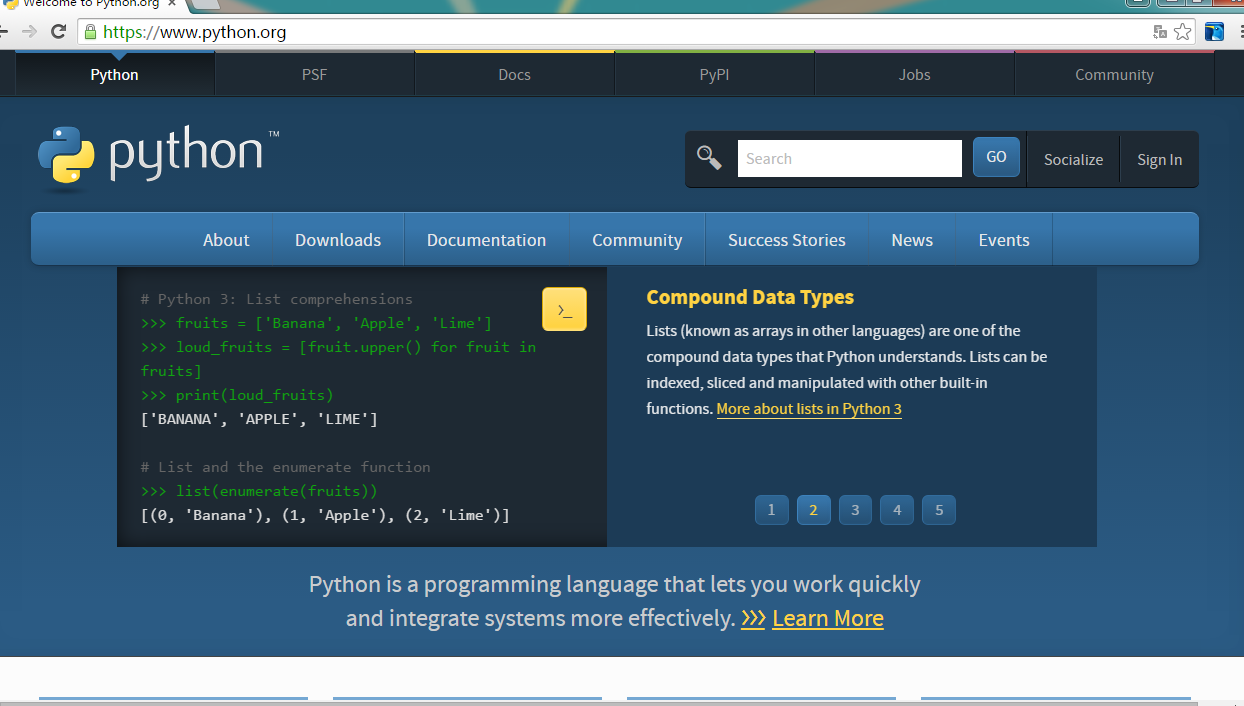 Welcome to Python.org
https://www.python.org
Python PSF Docs PyPI Jobs Community
python™
Search GO Socialize Sign In
About Downloads Documentation Community Success Stories News Events
# Python 3: List comprehensions
>>> fruits = ['Banana', 'Apple', 'Lime']
>>> loud_fruits = [fruit.upper() for fruit in
fruits]
>>> print(loud_fruits)
['BANANA', 'APPLE', 'LIME']
# List and the enumerate function
>>> list(enumerate(fruits))
[(0, 'Banana'), (1, 'Apple'), (2, 'Lime')]
>_
Compound Data Types
Lists (known as arrays in other languages) are one of the
compound data types that Python understands. Lists can be
indexed, sliced and manipulated with other built-in
functions. More about lists in Python 3
1 2 3 4 5
Python is a programming language that lets you work quickly
and integrate systems more effectively. >>> Learn More